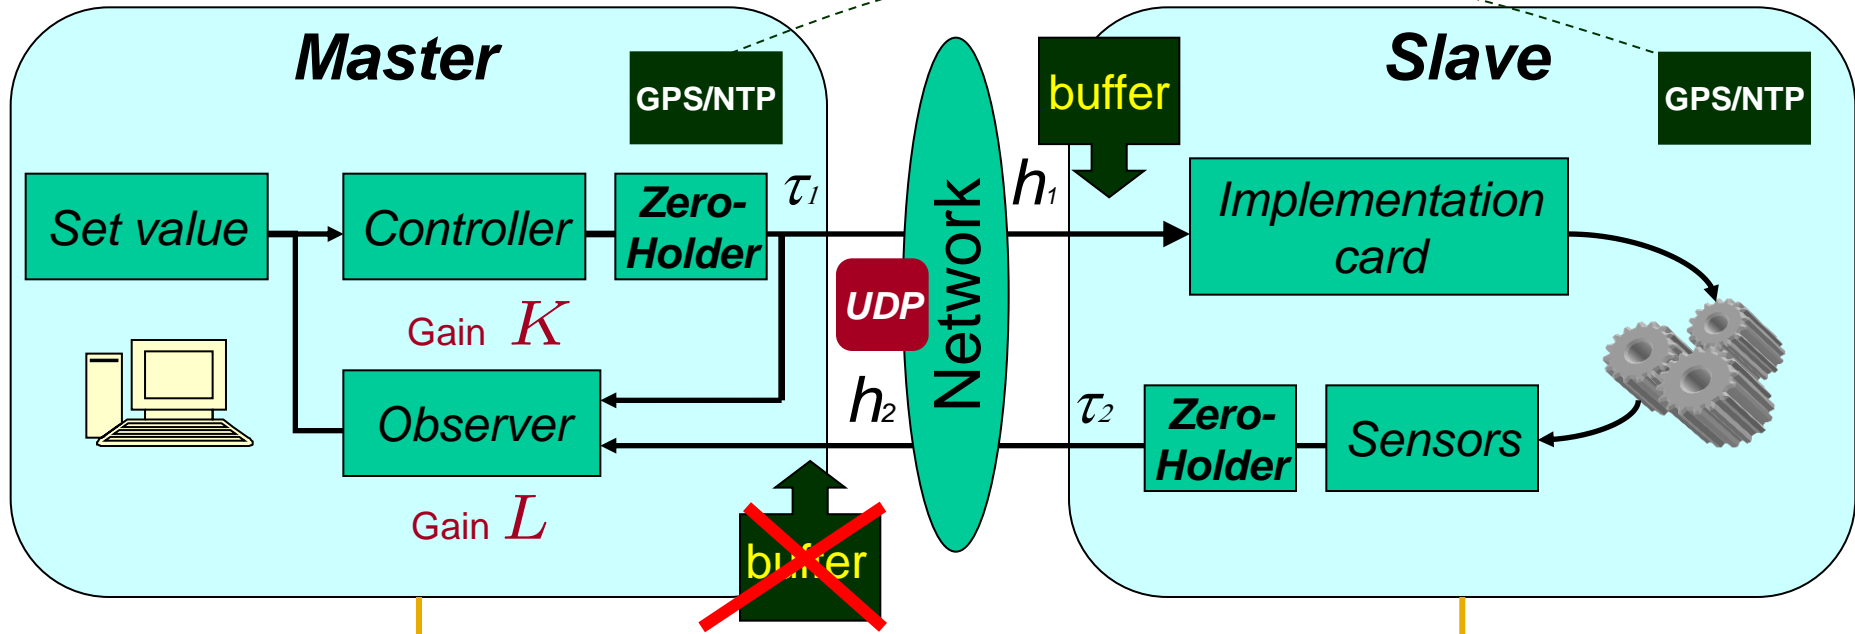 Master
GPS/NTP
buffer
Slave
GPS/NTP
Set value
Controller
Zero-
Holder
τ1
h1
Implementation
card
Network
UDP
Gain K
Observer
h2
τ2
Zero-
Holder
Sensors
Gain L
buffer